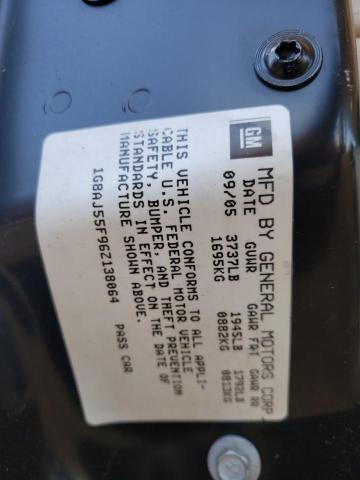 GM
MFD BY GENERAL MOTORS CORP
DATE GVWR GAWR FRT GAWR RR
09/05 3737LB 1945LB 1792LB
1695KG 0882KG 0813KG
THIS VEHICLE CONFORMS TO ALL APPLI-
CABLE U.S. FEDERAL MOTOR VEHICLE
SAFETY, BUMPER, AND THEFT PREVENTION
STANDARDS IN EFFECT ON THE DATE OF
MANUFACTURE SHOWN ABOVE.
1G8AJ55F96Z138064 PASS CAR